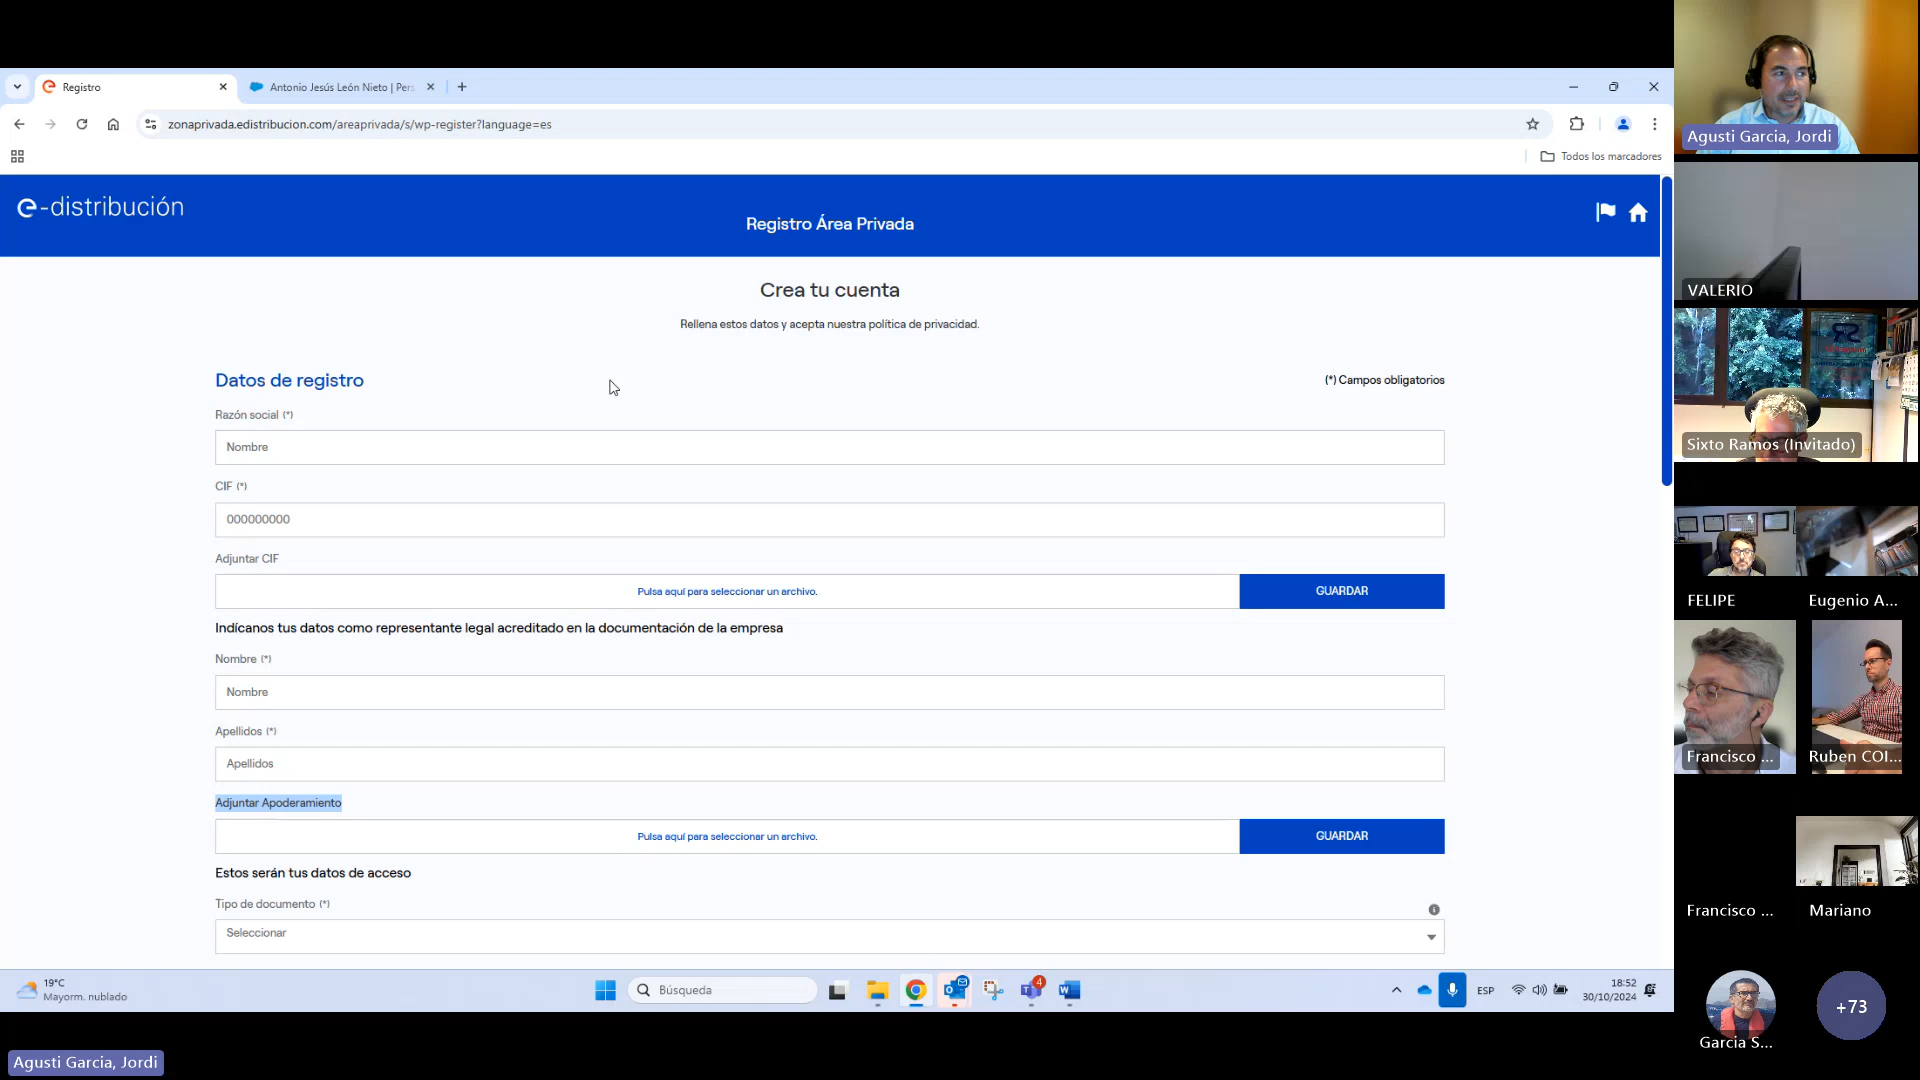 Registro
Antonio Jesús León Nieto | Pers
zonaprivada.edistribucion.com/areaprivada/s/wp-register?language=es
Todos los marcadores
e-distribución
Registro Área Privada
Crea tu cuenta
Rellena estos datos y acepta nuestra política de privacidad.
Datos de registro
(*) Campos obligatorios
Razón social (*)
Nombre
CIF (*)
000000000
Adjuntar CIF
Pulsa aquí para seleccionar un archivo.
GUARDAR
Indícanos tus datos como representante legal acreditado en la documentación de la empresa
Nombre (*)
Nombre
Apellidos (*)
Apellidos
Adjuntar Apoderamiento
Pulsa aquí para seleccionar un archivo.
GUARDAR
Estos serán tus datos de acceso
Tipo de documento (*)
Seleccionar
19°C
Mayorm. nublado
Búsqueda
4
ESP
18:52
30/10/2024
Agusti Garcia, Jordi
Agusti Garcia, Jordi
VALERIO
Sixto Ramos (Invitado)
FELIPE
Eugenio A...
Francisco ...
Ruben COI...
Francisco ...
Mariano
Garcia S...
+73